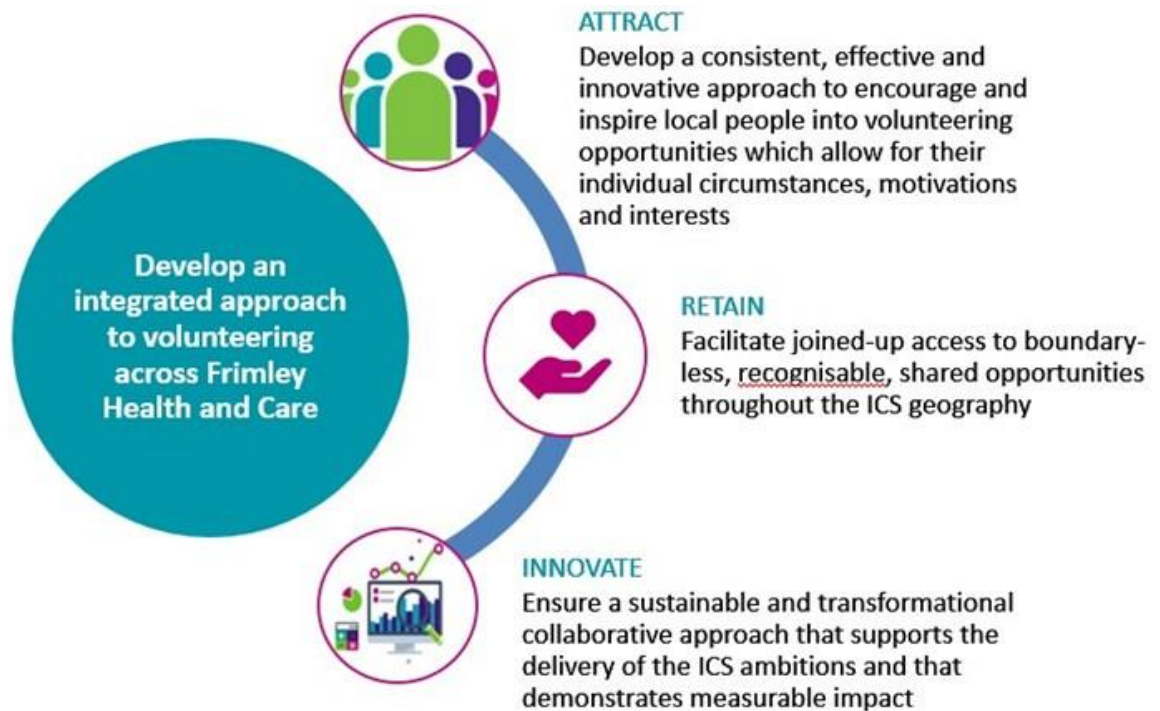 Develop an
integrated approach
to volunteering
across Frimley
Health and Care
ATTRACT
Develop a consistent, effective and
innovative approach to encourage and
inspire local people into volunteering
opportunities which allow for their
individual circumstances, motivations
and interests
RETAIN
Facilitate joined-up access to boundary-
less, recognisable, shared opportunities
throughout the ICS geography
INNOVATE
Ensure a sustainable and transformational
collaborative approach that supports the
delivery of the ICS ambitions and that
demonstrates measurable impact